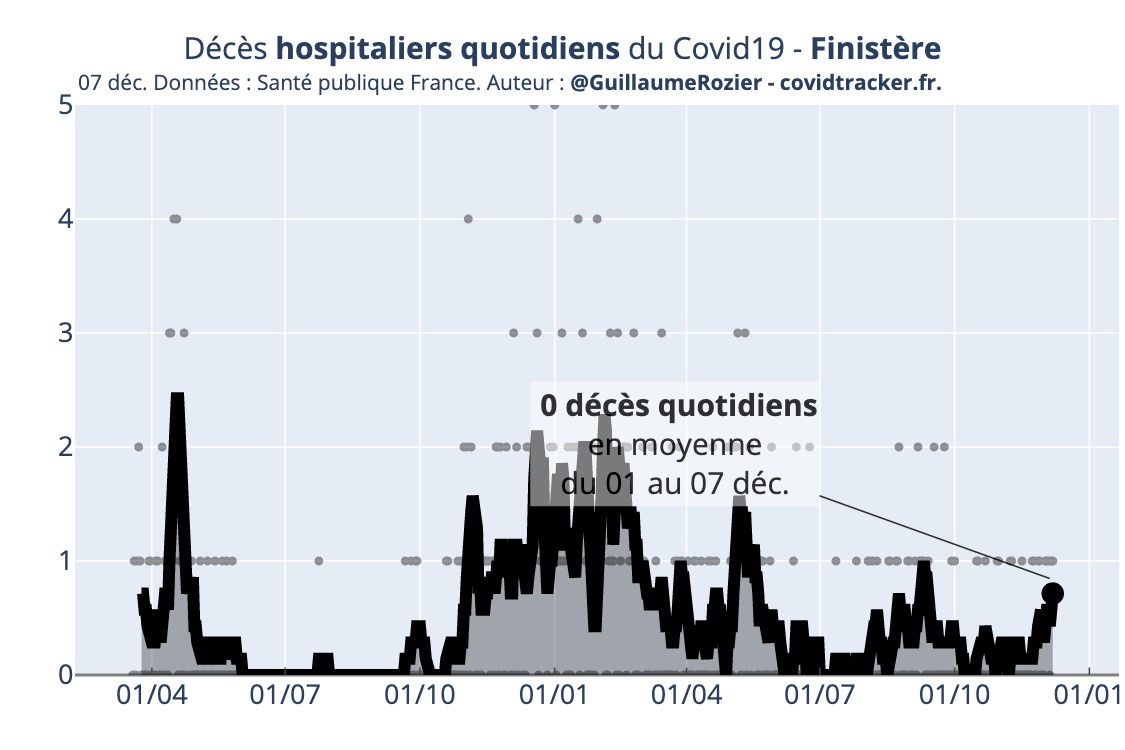 Décès hospitaliers quotidiens du Covid19 - Finistère
07 déc. Données : Santé publique France. Auteur : @GuillaumeRozier - covidtracker.fr.
5
4
3
2
1
0
0 décès quotidiens
en moyenne
du 01 au 07 déc.
01/04 01/07 01/10 01/01 01/04 01/07 01/10 01/01